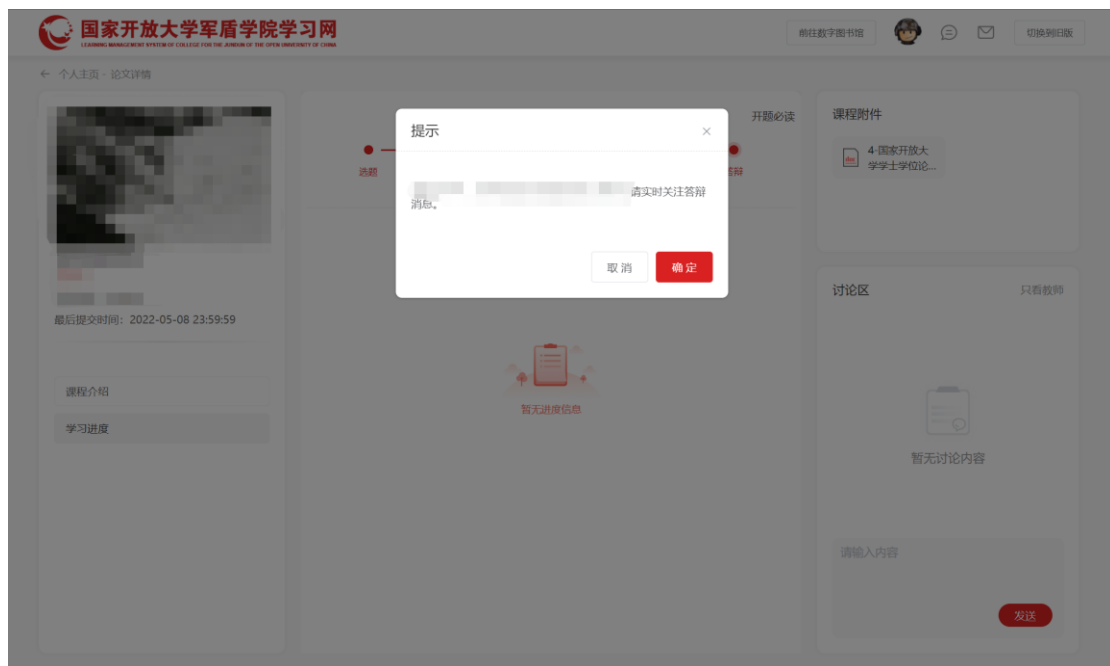 国家开放大学军盾学院学习网
LEARNING MANAGEMENT SYSTEM OF COLLEGE FOR THE JUNDUN OF THE OPEN UNIVERSITY OF CHINA
前往数字图书馆
切换到旧版
← 个人主页 - 论文详情
提示
×
请实时关注答辩
消息。
取消
确定
开题必读
选题
答辩
暂无进度信息
最后提交时间：2022-05-08 23:59:59
课程介绍
学习进度
课程附件
4-国家开放大
学学士学位论...
讨论区
只看教师
暂无讨论内容
请输入内容
发送